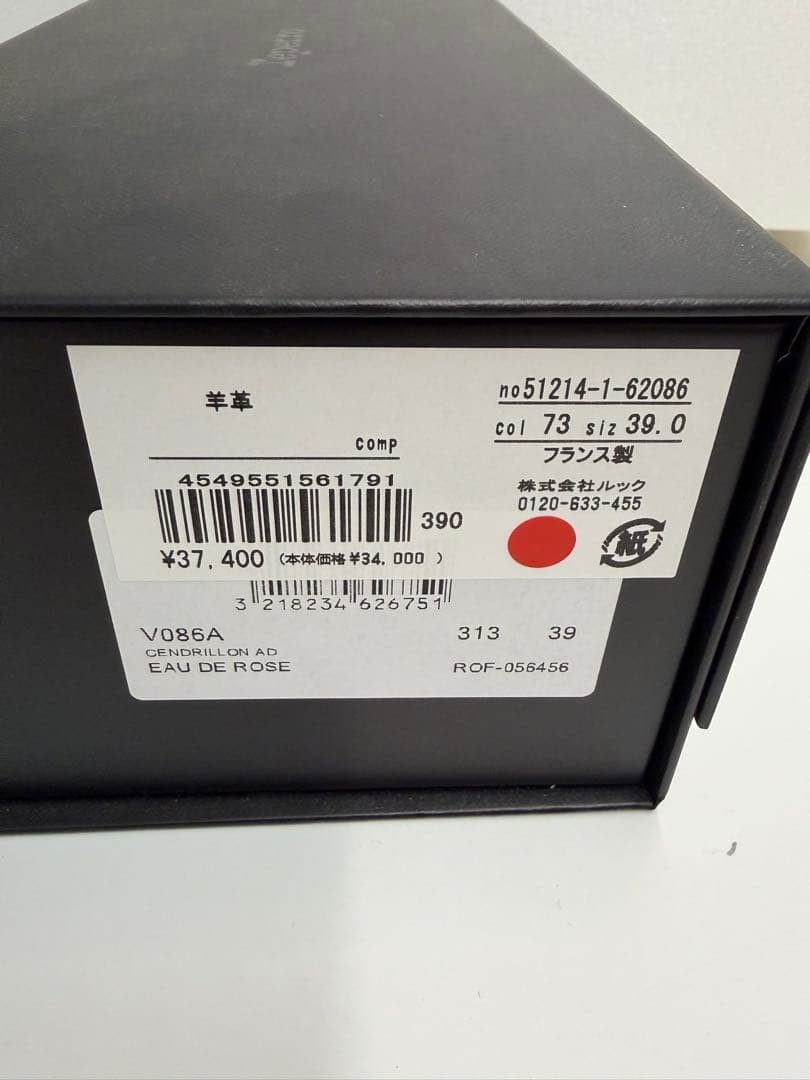 Repetto
羊革
comp
4549551561791
390
¥37,400 (本体価格¥34,000 )
no51214-1-62086
col 73 siz 39.0
フランス製
株式会社ルック
0120-633-455
紙
3 218234 626751
V086A 313 39
CENDRILLON AD
EAU DE ROSE ROF-056456